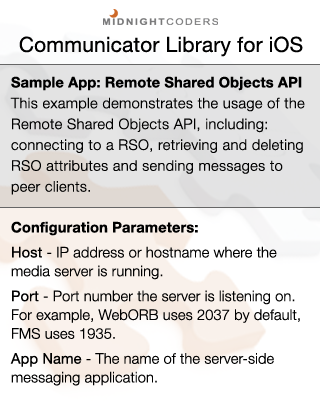 MIDNIGHTCODERS
Communicator Library for iOS
Sample App: Remote Shared Objects API
This example demonstrates the usage of the
Remote Shared Objects API, including:
connecting to a RSO, retrieving and deleting
RSO attributes and sending messages to
peer clients.
Configuration Parameters:
Host - IP address or hostname where the
media server is running.
Port - Port number the server is listening on.
For example, WebORB uses 2037 by default,
FMS uses 1935.
App Name - The name of the server-side
messaging application.